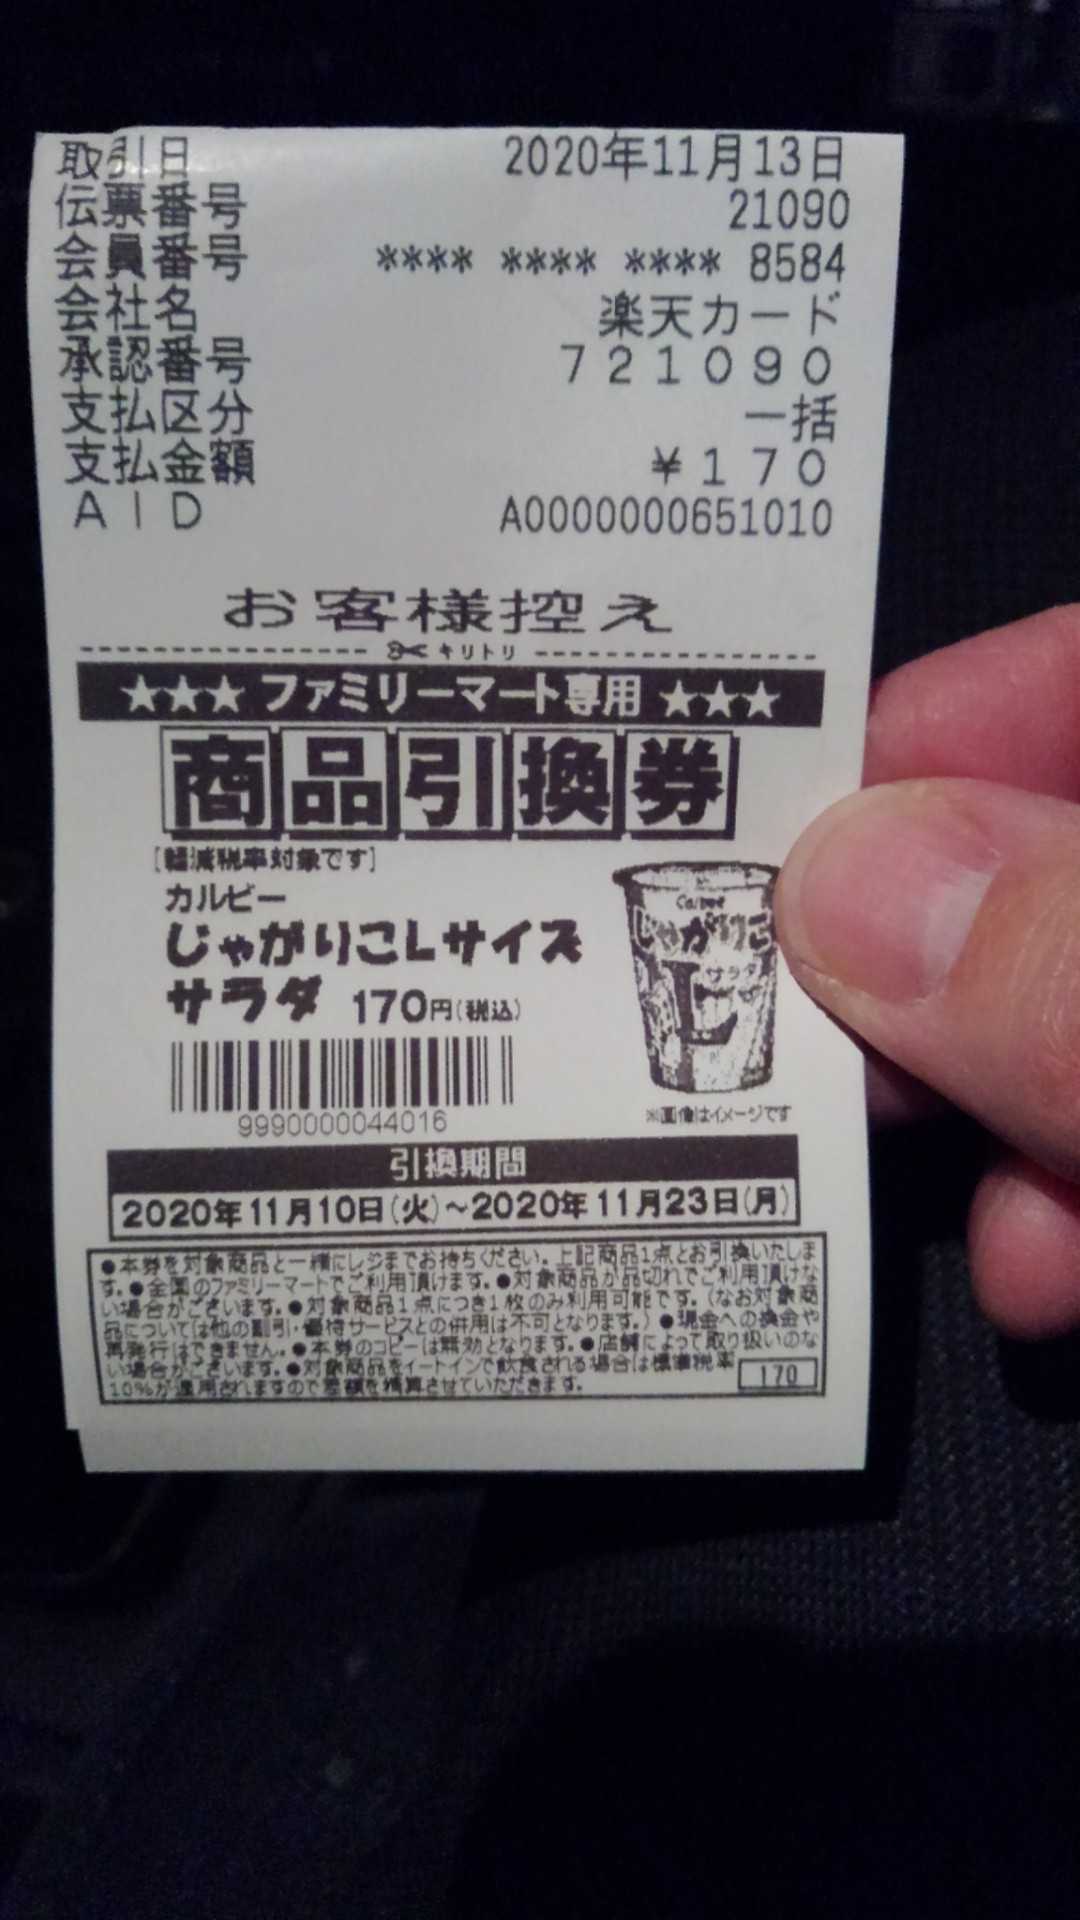 取引日 2020年11月13日
伝票番号 21090
会員番号 **** **** **** 8584
会社名 楽天カード
承認番号 721090
支払区分 一括
支払金額 ¥170
AID A0000000651010
お客様控え
キリトリ
★★★ファミリーマート専用★★★
商品引換券
[軽減税率対象です]
カルビー
じゃがりこLサイズ
サラダ 170円(税込)
Calbee
じゃがりこ
サラダ
L
9990000044016
※画像はイメージです
引換期間
2020年11月10日(火)~2020年11月23日(月)
●本券を対象商品と一緒にレジまでお持ちください。上記商品1点とお引換いたしま
す。●全国のファミリーマートでご利用頂けます。●対象商品が品切れでご利用頂けな
い場合がございます。●対象商品1点につき1枚のみ利用可能です。(なお対象商
品については他の割引・優待サービスとの併用は不可となります。)●現金への換金や
再発行はできません。●本券のコピーは無効となります。●店舗によって取り扱いのな
い場合がございます。●対象商品をイートインで飲食される場合は標準税率
10%が適用されますので差額を精算させていただきます。
170